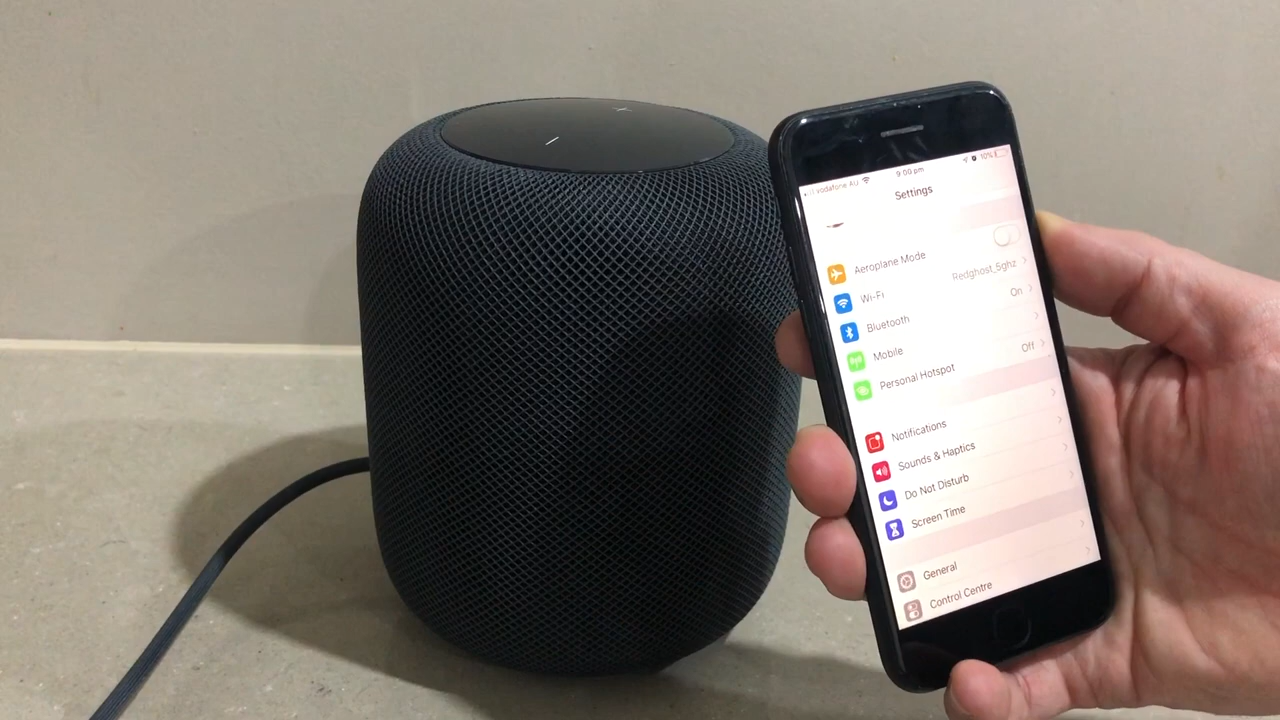 vodafone AU 9:00 pm 10%
Settings
Aeroplane Mode
Wi-Fi Redghost_5ghz
Bluetooth On
Mobile
Personal Hotspot Off
Notifications
Sounds & Haptics
Do Not Disturb
Screen Time
General
Control Centre